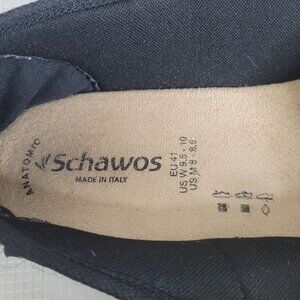 ANATOMIC
Schawos
MADE IN ITALY
EU 41
US W 9,5 - 10
US M 8 - 8,5